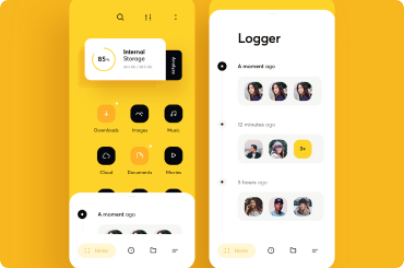 85%
Internal
Storage
Analyze
Downloads
Images
Music
Cloud
Documents
Movies
A moment ago
Home
Logger
A moment ago
12 minutes ago
5+
5 hours ago
Home